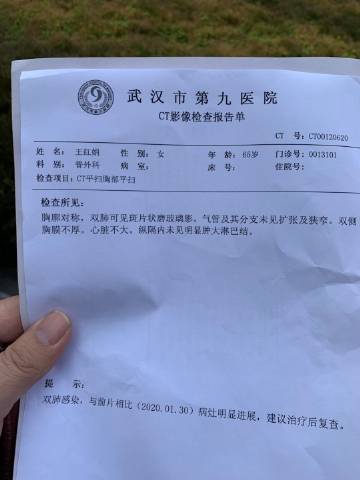 武汉市第九医院
CT影像检查报告单
CT 号：CT00120620
姓 名：王红娟 性 别：女 年 龄：65岁 门诊号：0013101
科 别：普外科 病 室： 床 号： 住院号：
检查项目：CT平扫胸部平扫
检查所见：
胸廓对称，双肺可见斑片状磨玻璃影。气管及其分支未见扩张及狭窄。双侧
胸膜不厚。心脏不大。纵隔内未见明显肿大淋巴结。
提 示：
双肺感染，与前片相比（2020.01.30）病灶明显进展，建议治疗后复查。